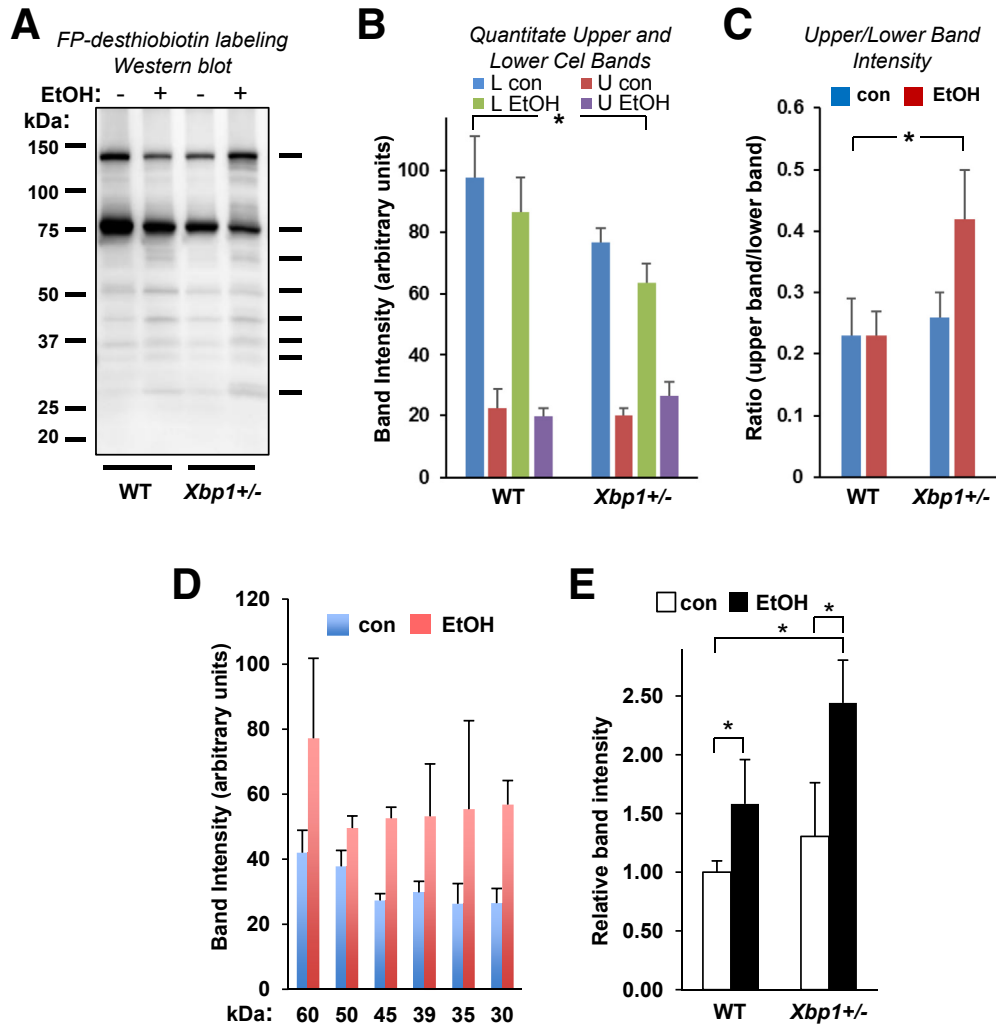 A
FP-desthiobiotin labeling
Western blot
EtOH: - + - +
kDa:
150
100
75
50
37
25
20
WT Xbp1+/-
B
Quantitate Upper and
Lower Cel Bands
L con U con
L EtOH U EtOH
*
Band Intensity (arbitrary units)
100
80
60
40
20
0
WT Xbp1+/-
C
Upper/Lower Band
Intensity
con EtOH
*
Ratio (upper band/lower band)
0.6
0.5
0.4
0.3
0.2
0.1
0
WT Xbp1+/-
D
con EtOH
Band Intensity (arbitrary units)
120
100
80
60
40
20
0
kDa: 60 50 45 39 35 30
E
con EtOH
*
*
*
Relative band intensity
2.50
2.00
1.50
1.00
0.50
0.00
WT Xbp1+/-